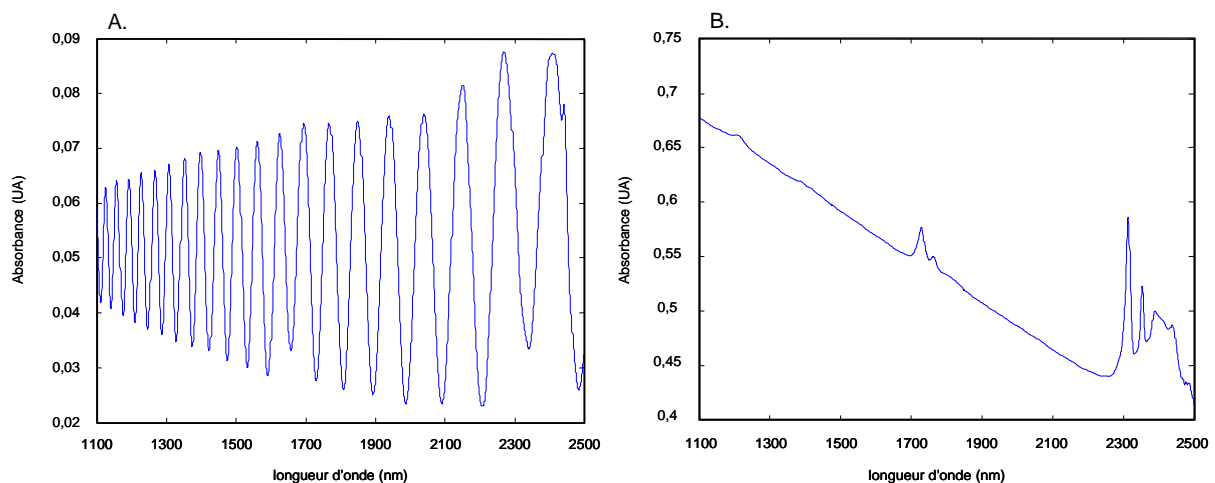 A.
0,09
0,08
0,07
0,06
0,05
0,04
0,03
0,02
Absorbance (UA)
1100 1300 1500 1700 1900 2100 2300 2500
longueur d'onde (nm)
B.
0,75
0,7
0,65
0,6
0,55
0,5
0,45
0,4
Absorbance (UA)
1100 1300 1500 1700 1900 2100 2300 2500
longueur d'onde (nm)